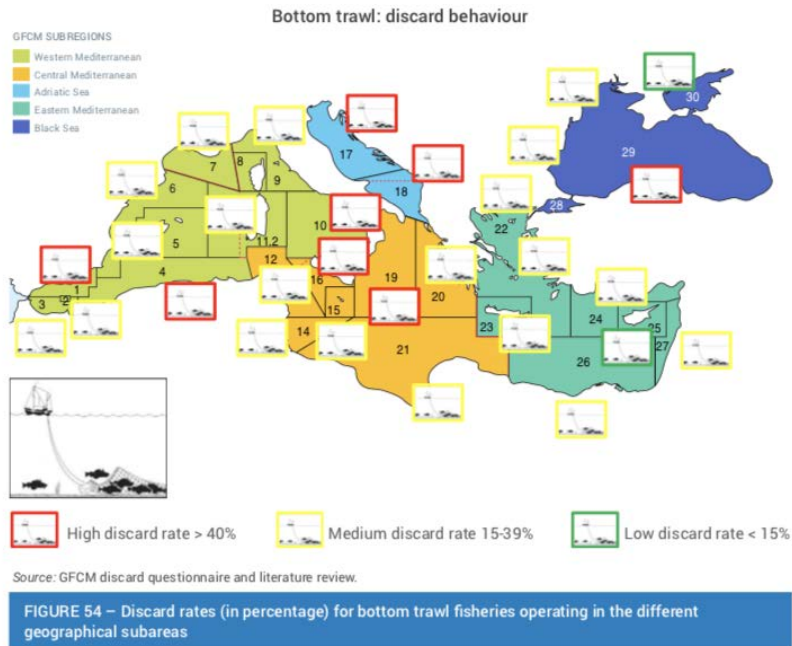 Bottom trawl: discard behaviour
GFCM SUBREGIONS
Western Mediterranean
Central Mediterranean
Adriatic Sea
Eastern Mediterranean
Black Sea
30
17
29
7
8
6
9
18
28
22
10
5
11,2
12
4
16
19
20
1
3
2
15
24
25
23
14
27
21
26
High discard rate > 40%
Medium discard rate 15-39%
Low discard rate < 15%
Source: GFCM discard questionnaire and literature review.
FIGURE 54 – Discard rates (in percentage) for bottom trawl fisheries operating in the different
geographical subareas